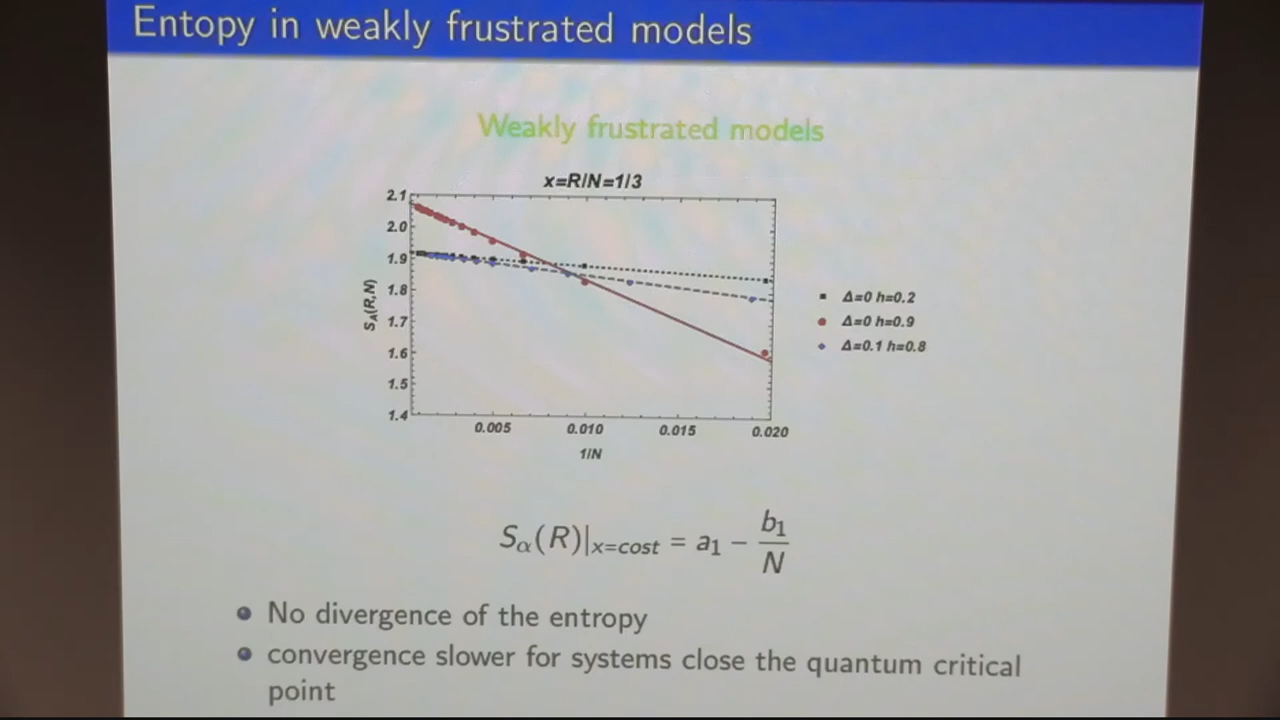 Entopy in weakly frustrated models
Weakly frustrated models
x=R/N=1/3
2.1
2.0
1.9
1.8
1.7
1.6
1.5
1.4
S_A(R,N)
0.005 0.010 0.015 0.020
1/N
Δ=0 h=0.2
Δ=0 h=0.9
Δ=0.1 h=0.8
S_α(R)|_{x=cost} = a_1 − b_1/N
No divergence of the entropy
convergence slower for systems close the quantum critical
point